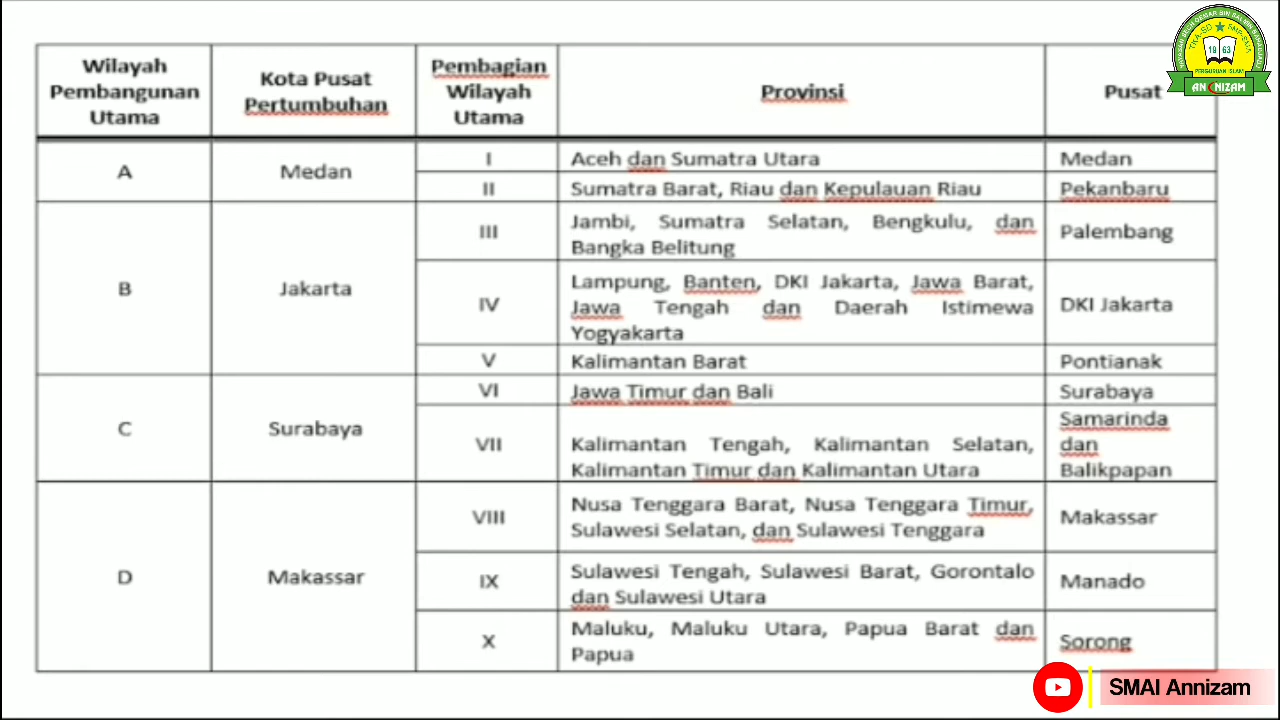 Wilayah
Pembangunan
Utama
Kota Pusat
Pertumbuhan
Pembagian
Wilayah
Utama
Provinsi
Pusat
A
Medan
I
Aceh dan Sumatra Utara
Medan
II
Sumatra Barat, Riau dan Kepulauan Riau
Pekanbaru
B
Jakarta
III
Jambi, Sumatra Selatan, Bengkulu, dan
Bangka Belitung
Palembang
IV
Lampung, Banten, DKI Jakarta, Jawa Barat,
Jawa Tengah dan Daerah Istimewa
Yogyakarta
DKI Jakarta
V
Kalimantan Barat
Pontianak
C
Surabaya
VI
Jawa Timur dan Bali
Surabaya
VII
Kalimantan Tengah, Kalimantan Selatan,
Kalimantan Timur dan Kalimantan Utara
Samarinda
dan
Balikpapan
D
Makassar
VIII
Nusa Tenggara Barat, Nusa Tenggara Timur,
Sulawesi Selatan, dan Sulawesi Tenggara
Makassar
IX
Sulawesi Tengah, Sulawesi Barat, Gorontalo
dan Sulawesi Utara
Manado
X
Maluku, Maluku Utara, Papua Barat dan
Papua
Sorong
19 63
PERGURUAN ISLAM
AN NIZAM
SMAI Annizam